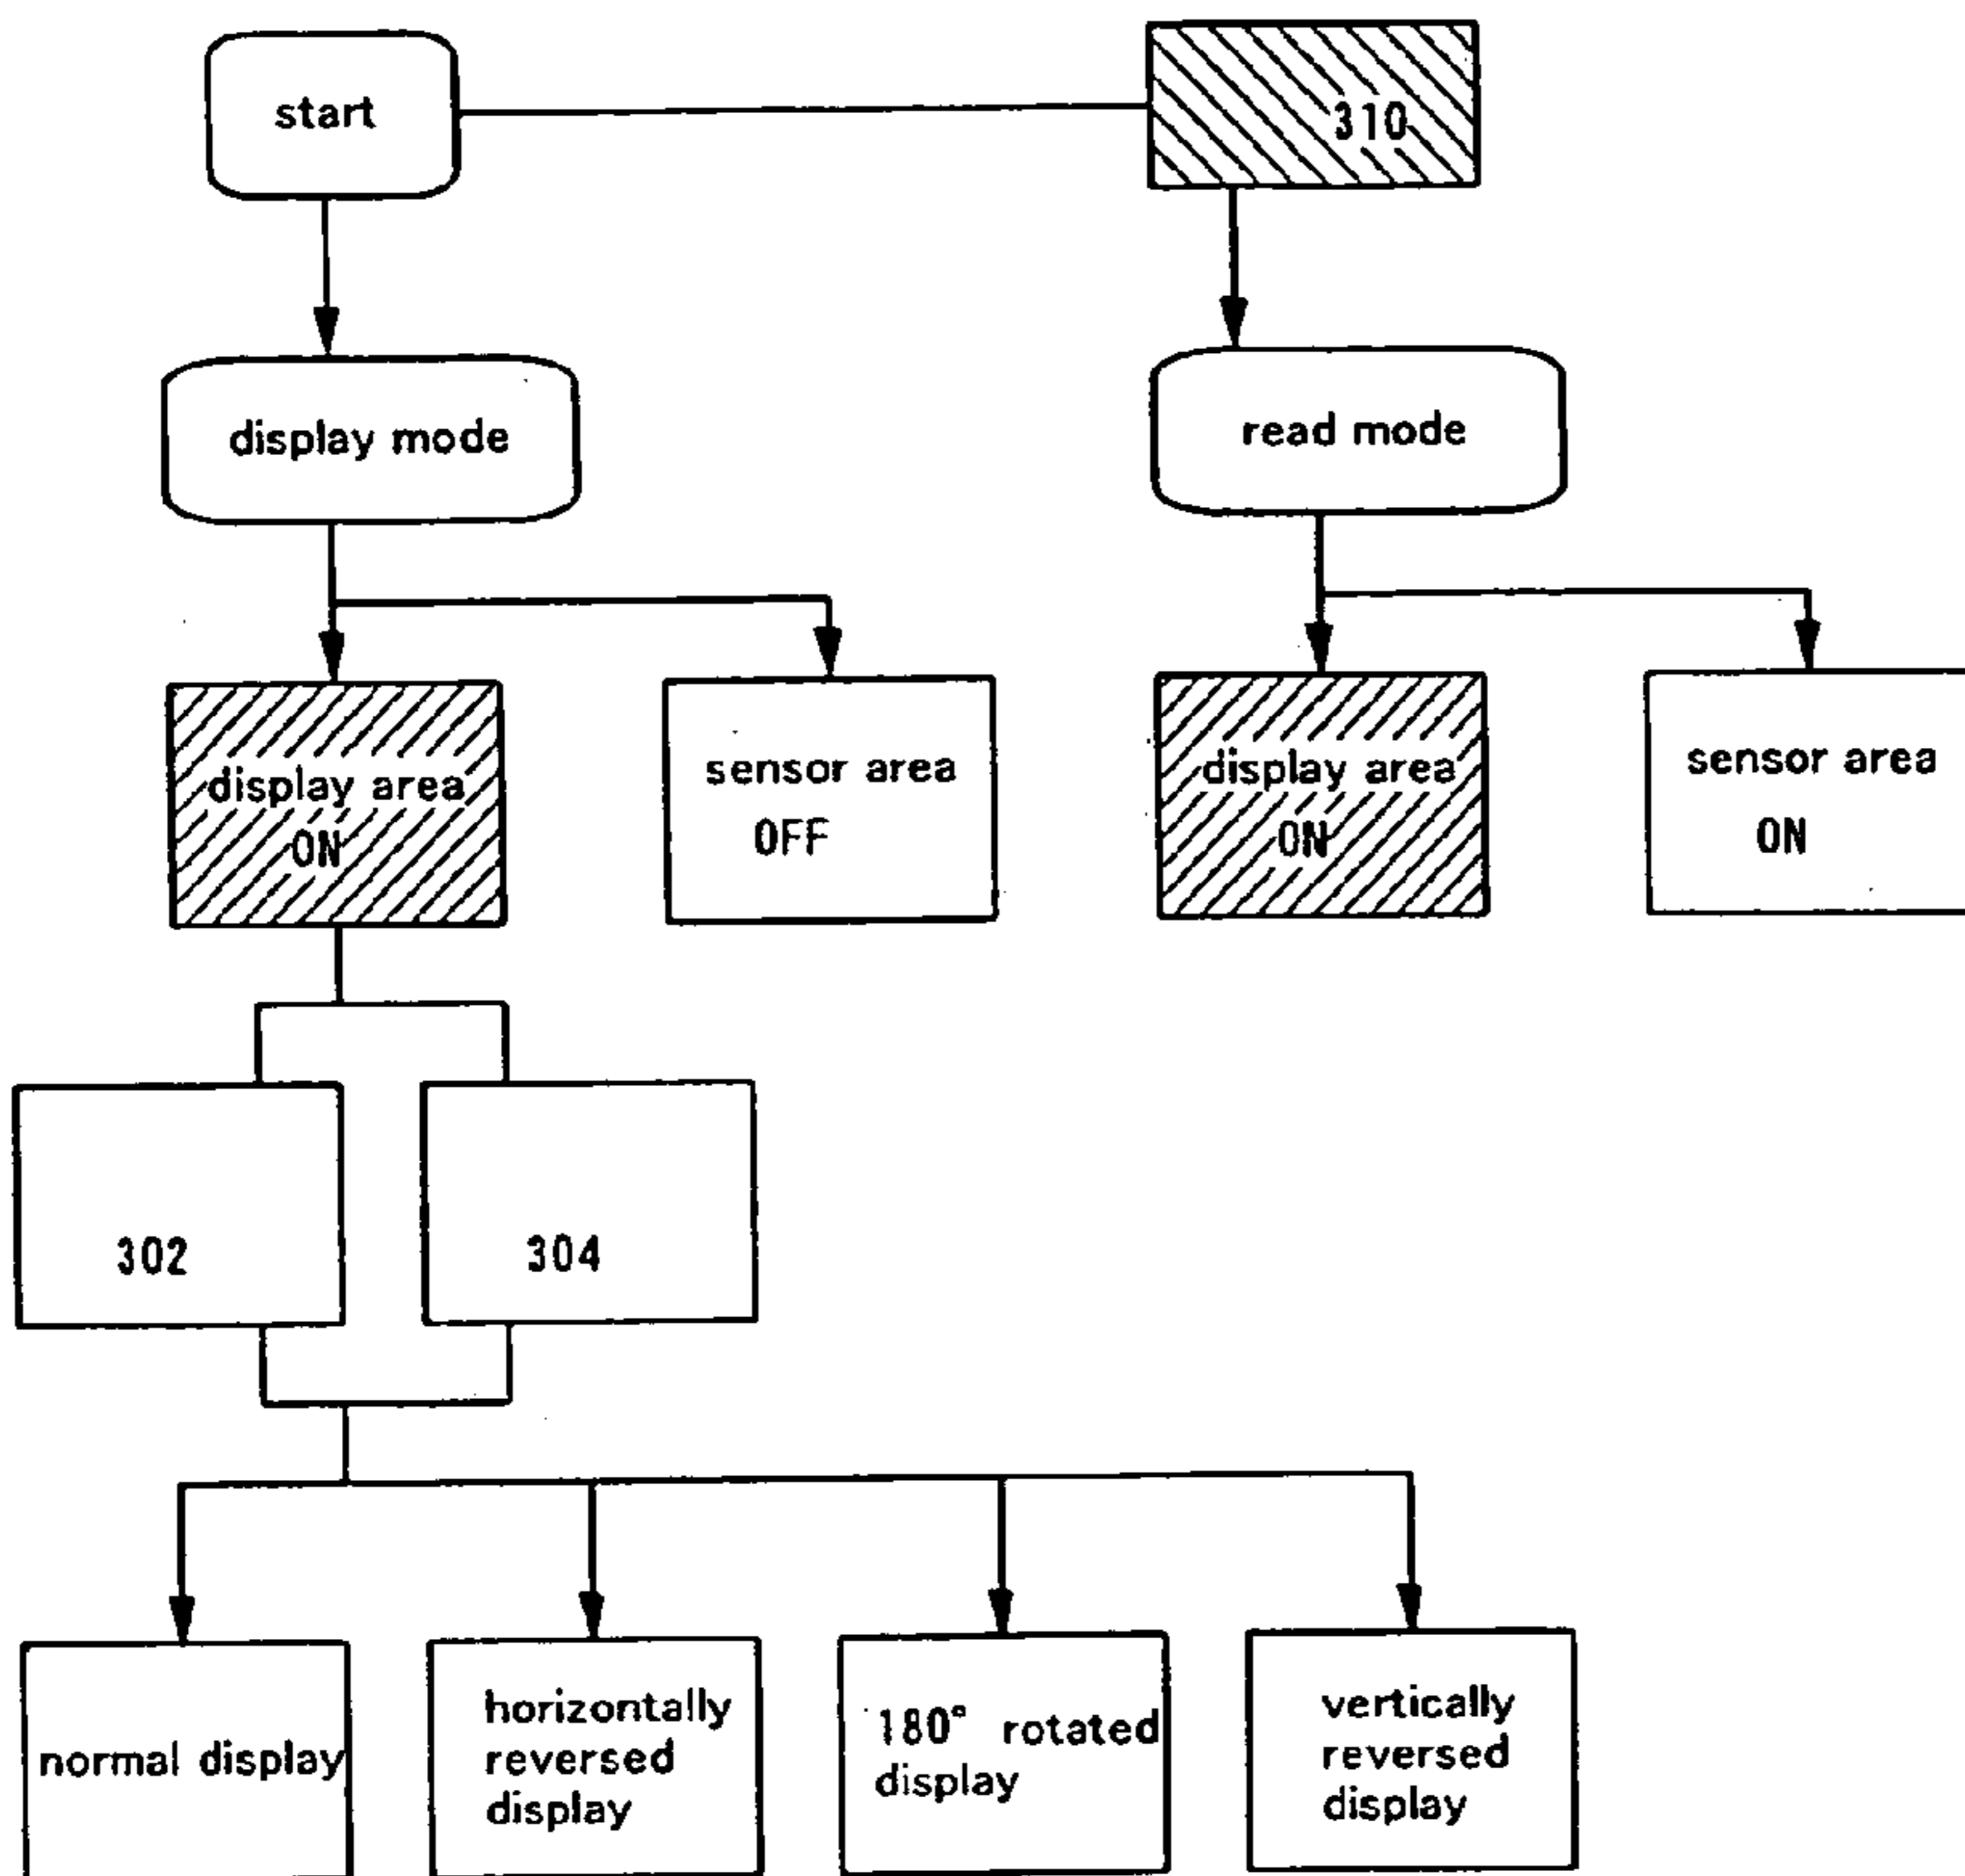 start
310
display mode
read mode
display area
ON
sensor area
OFF
display area
ON
sensor area
ON
302
304
normal display
horizontally
reversed
display
180° rotated
display
vertically
reversed
display